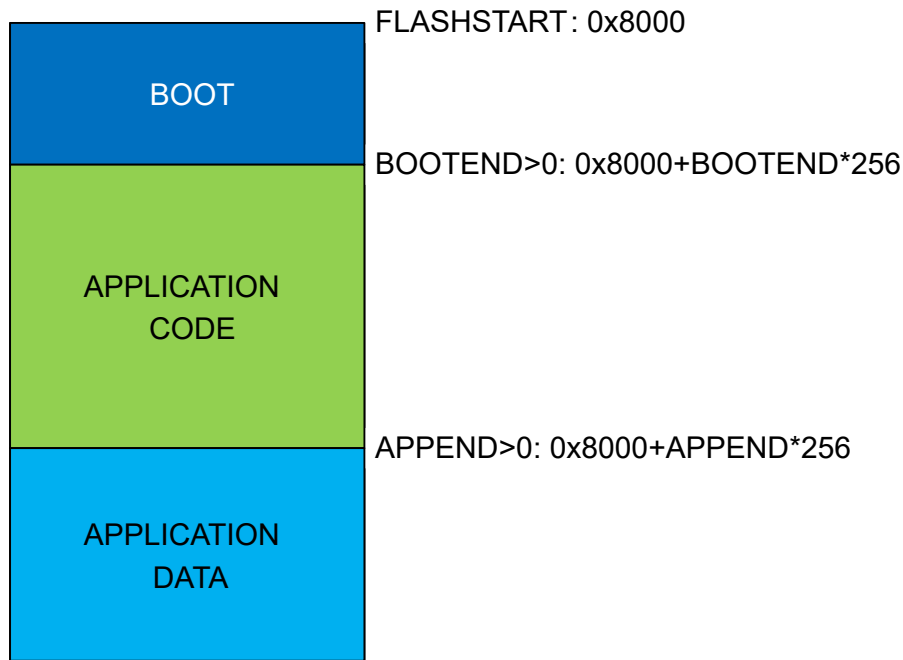 FLASHSTART: 0x8000
BOOT
BOOTEND>0: 0x8000+BOOTEND*256
APPLICATION
CODE
APPEND>0: 0x8000+APPEND*256
APPLICATION
DATA